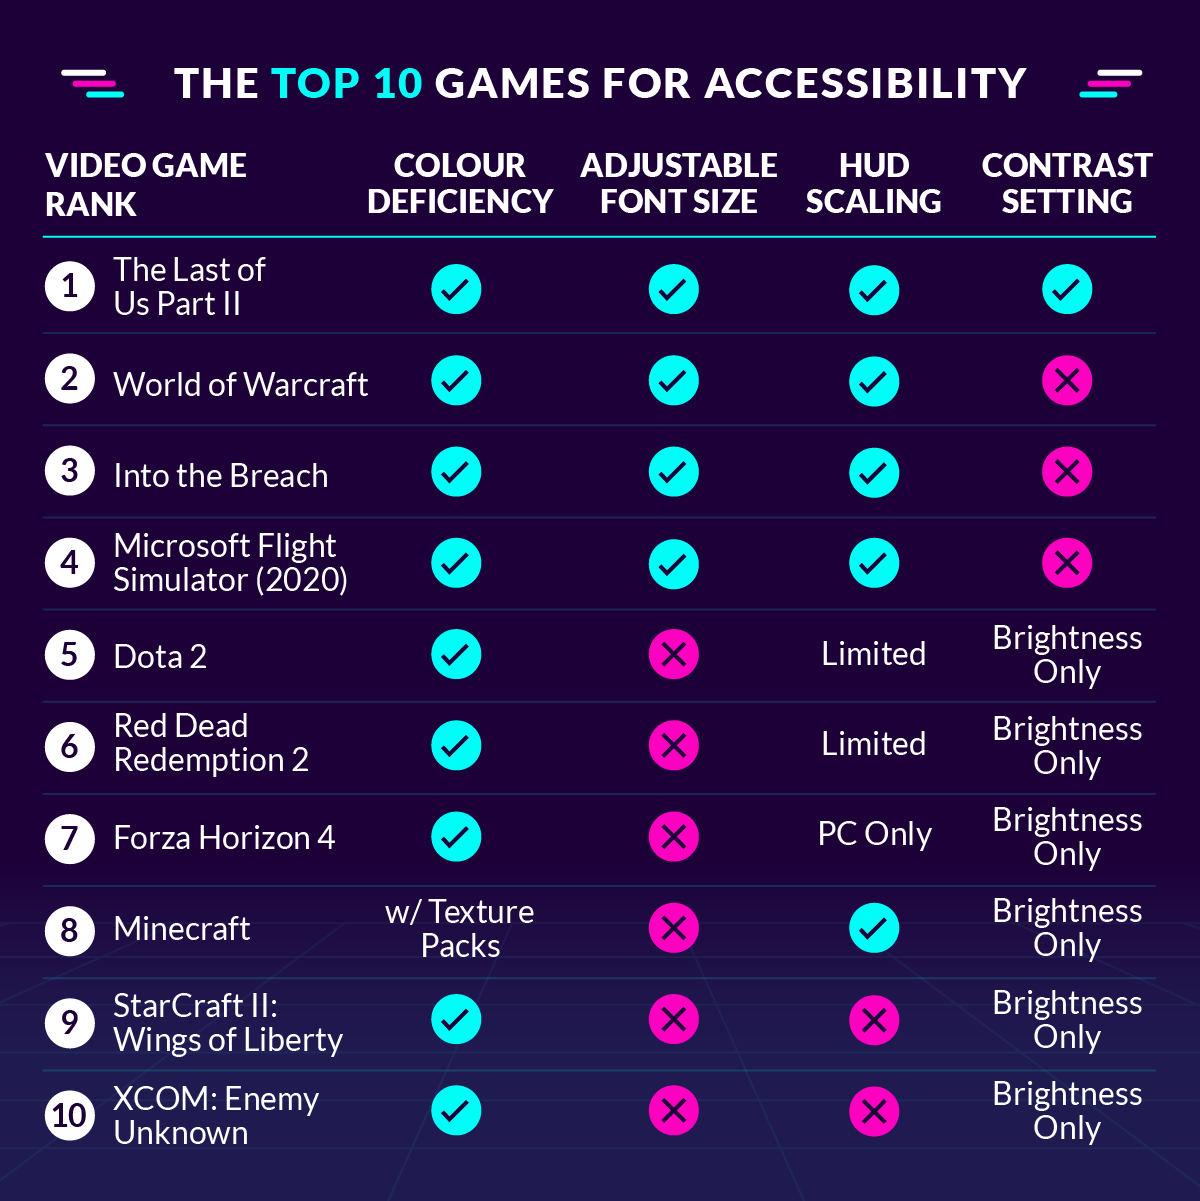 THE TOP 10 GAMES FOR ACCESSIBILITY
VIDEO GAME
RANK
COLOUR
DEFICIENCY
ADJUSTABLE
FONT SIZE
HUD
SCALING
CONTRAST
SETTING
1
The Last of
Us Part II
2
World of Warcraft
3
Into the Breach
4
Microsoft Flight
Simulator (2020)
5
Dota 2
Limited
Brightness
Only
6
Red Dead
Redemption 2
Limited
Brightness
Only
7
Forza Horizon 4
PC Only
Brightness
Only
8
Minecraft
w/ Texture
Packs
Brightness
Only
9
StarCraft II:
Wings of Liberty
Brightness
Only
10
XCOM: Enemy
Unknown
Brightness
Only